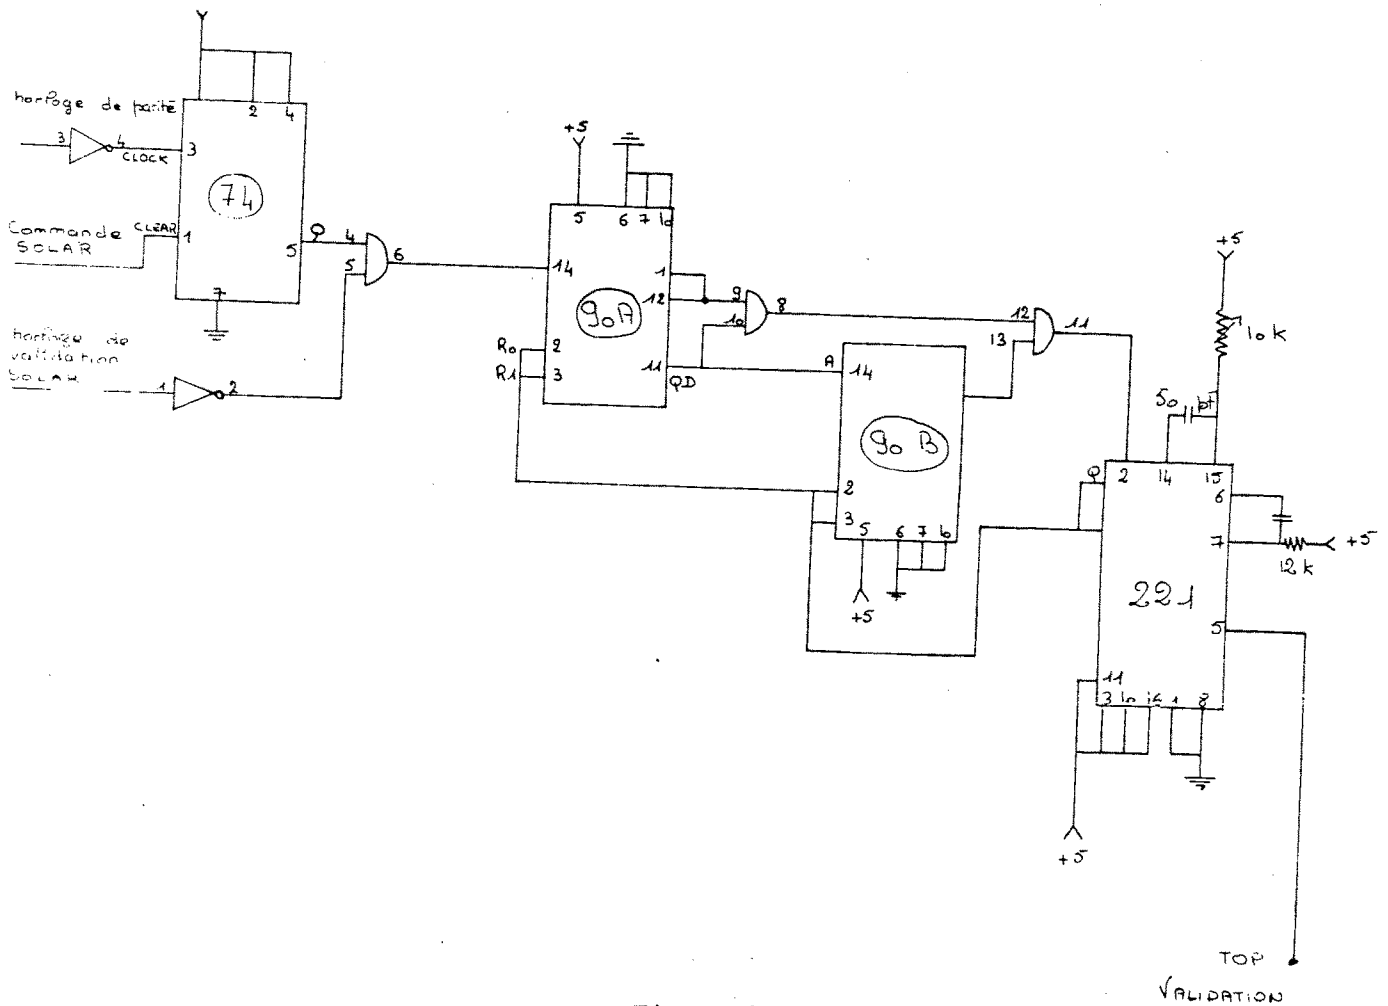 horloge de parité
2 4
3 4
CLOCK
3
74
Commande
SOLAR
CLEAR
1
Q
5
7
4
5
6
horloge de
validation
SOLAR
1 2
+5
5 6 7 10
14
1
12
90A
R0
R1
2
3
11
QD
9
10
8
A
14
90 B
2
3
5 6 7 10
+5
12
13
11
+5
10 k
50 pf
Q
2 14 15
6
7
+5
12 k
221
5
11
3 10 1 8
+5
TOP
VALIDATION